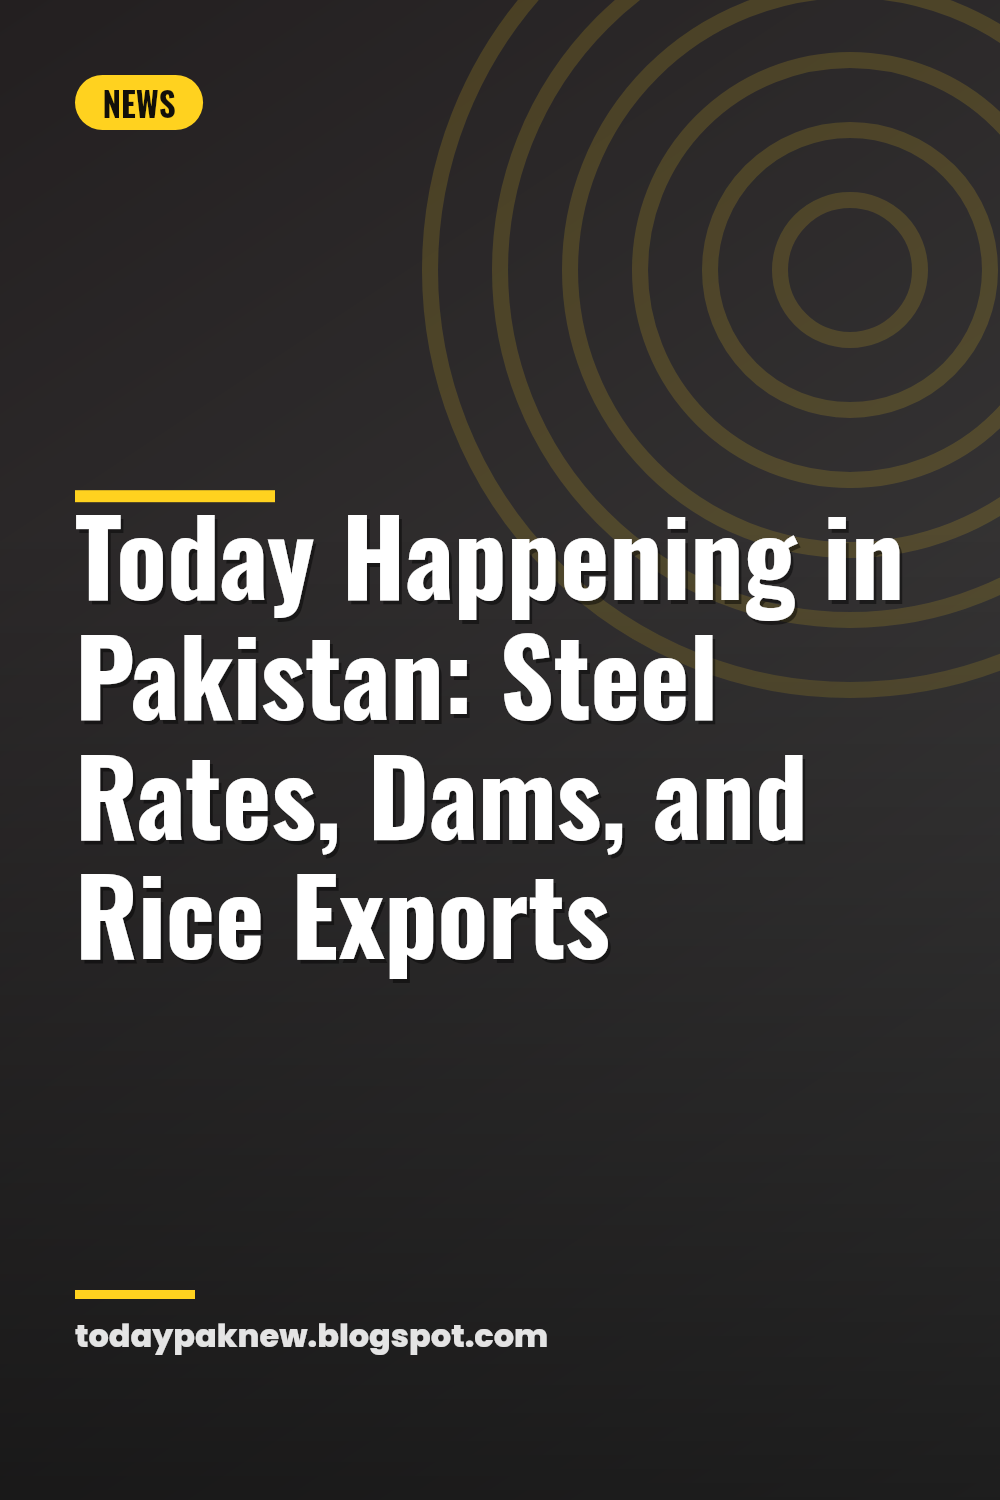 NEWS
Today Happening in
Pakistan: Steel
Rates, Dams, and
Rice Exports
todaypaknew.blogspot.com